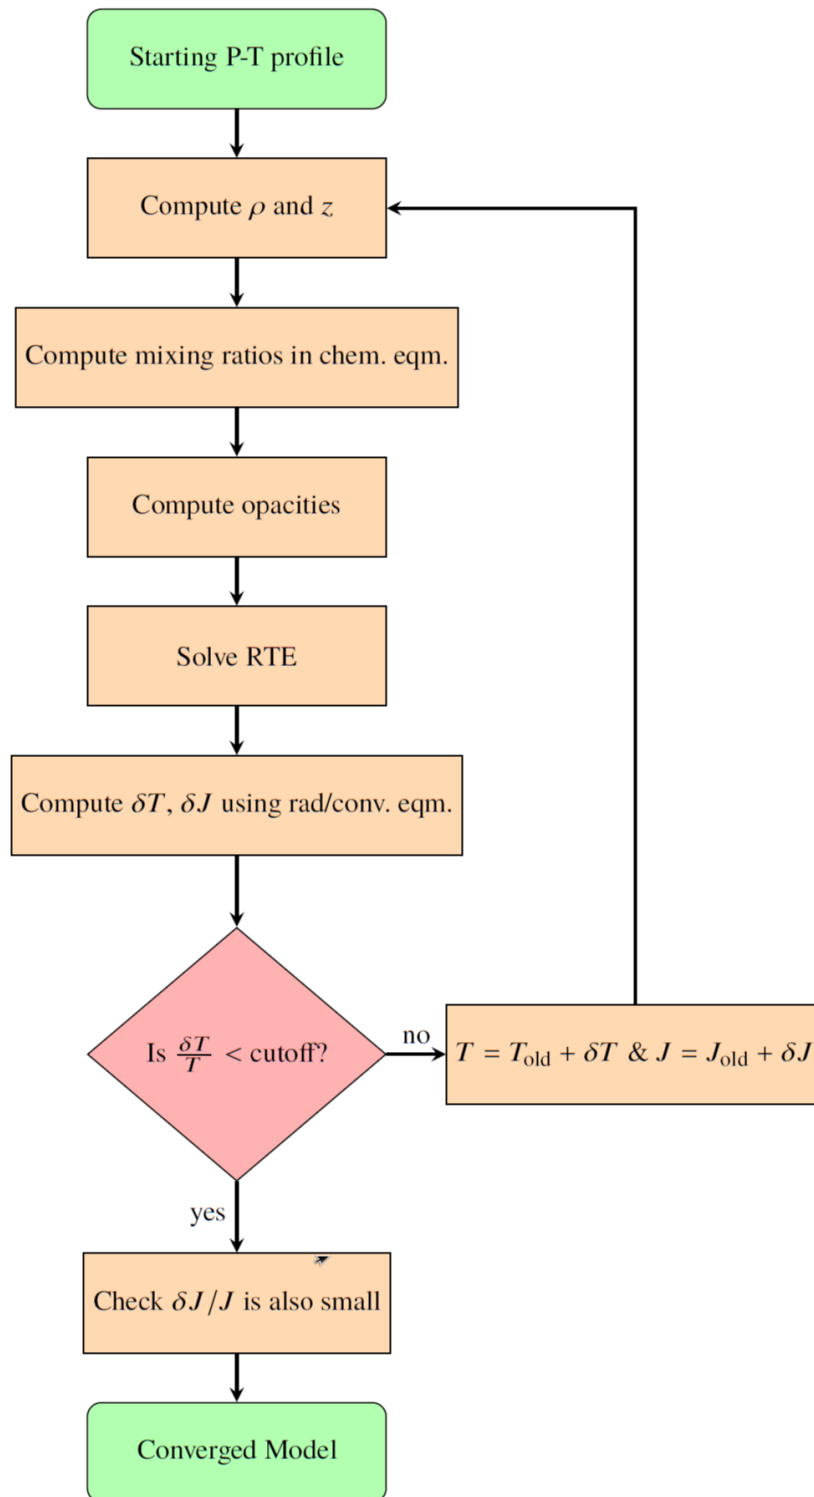 Starting P-T profile
Compute ρ and z
Compute mixing ratios in chem. eqm.
Compute opacities
Solve RTE
Compute δT, δJ using rad/conv. eqm.
Is δT/T < cutoff?
no
T = T_old + δT & J = J_old + δJ
yes
Check δJ/J is also small
Converged Model